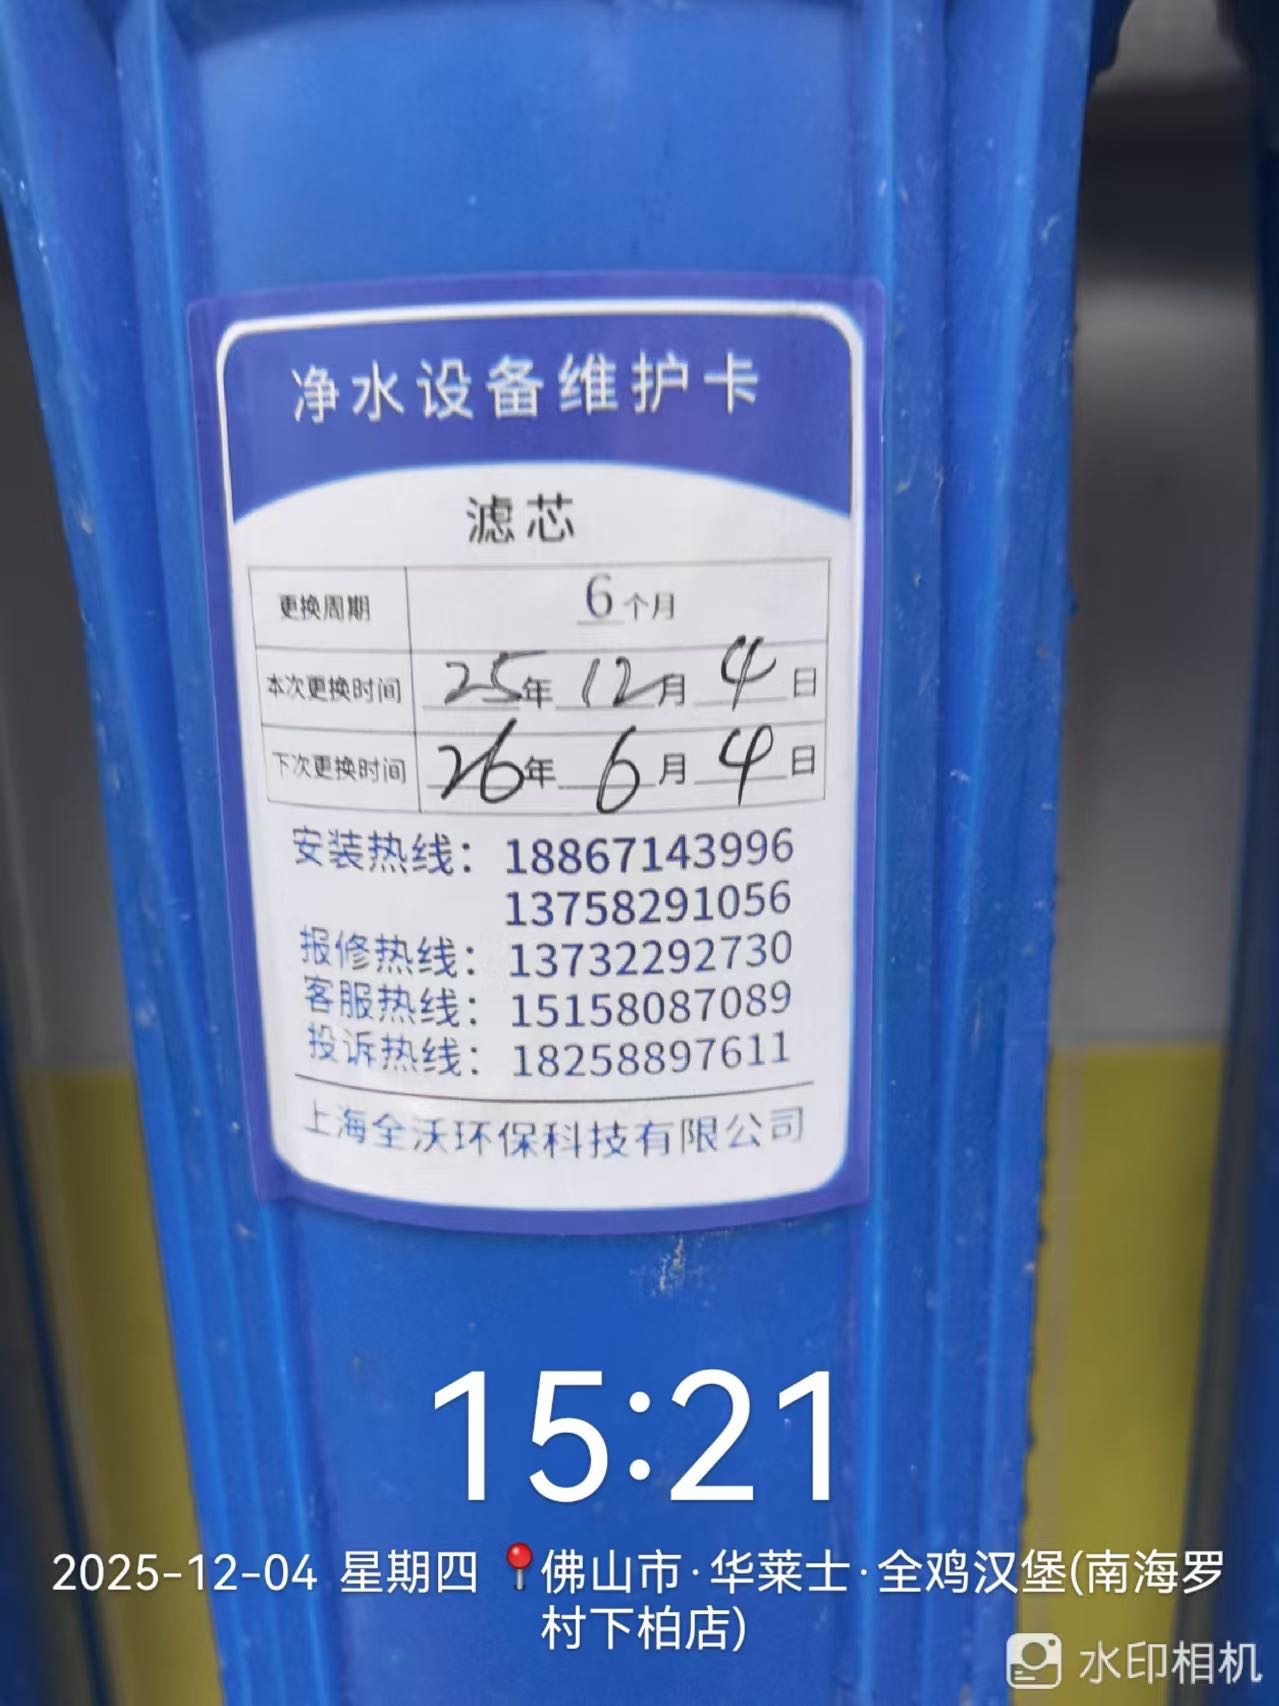 净水设备维护卡
滤芯
更换周期 6个月
本次更换时间 25年 12月 4日
下次更换时间 26年 6月 4日
安装热线：18867143996
13758291056
报修热线：13732292730
客服热线：15158087089
投诉热线：18258897611
上海全沃环保科技有限公司
15:21
2025-12-04 星期四 📍佛山市·华莱士·全鸡汉堡(南海罗
村下柏店)
水印相机